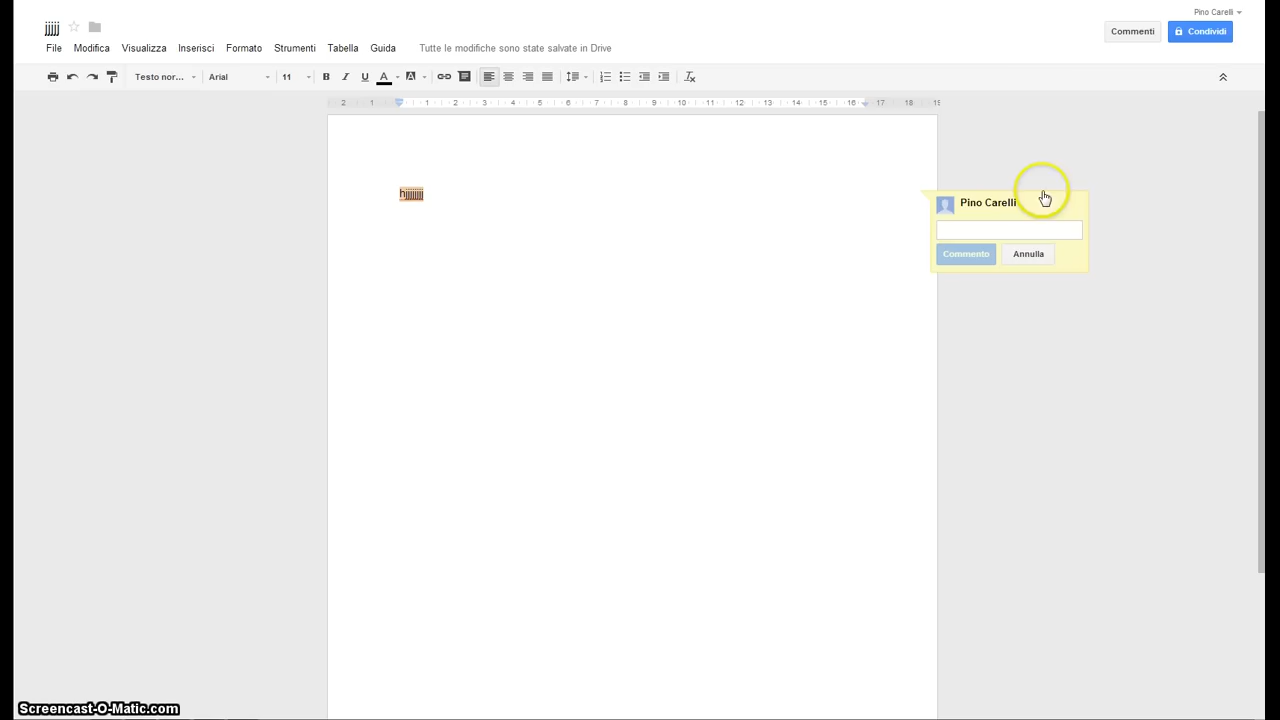 Pino Carelli
jjjjj
Commenti
Condividi
File Modifica Visualizza Inserisci Formato Strumenti Tabella Guida Tutte le modifiche sono state salvate in Drive
Testo nor... Arial 11 B I U A A
2 1 1 2 3 4 5 6 7 8 9 10 11 12 13 14 15 16 17 18 19
Pino Carelli
Commento Annulla
Screencast-O-Matic.com